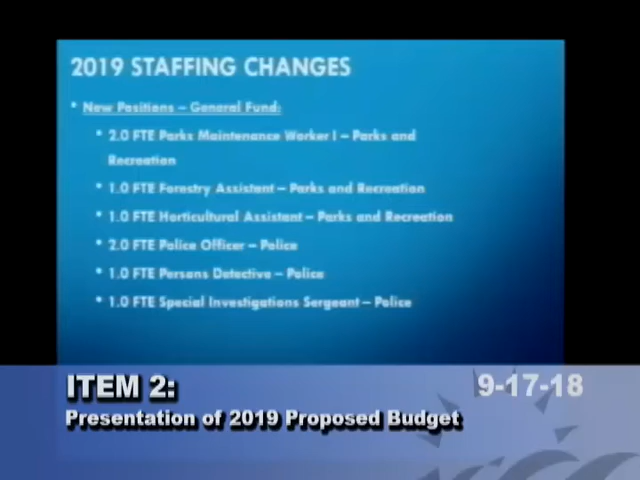 2019 STAFFING CHANGES
• New Positions – General Fund:
• 2.0 FTE Parks Maintenance Worker I – Parks and
Recreation
• 1.0 FTE Forestry Assistant – Parks and Recreation
• 1.0 FTE Horticultural Assistant – Parks and Recreation
• 2.0 FTE Police Officer – Police
• 1.0 FTE Persons Detective – Police
• 1.0 FTE Special Investigations Sergeant – Police
ITEM 2:
9-17-18
Presentation of 2019 Proposed Budget